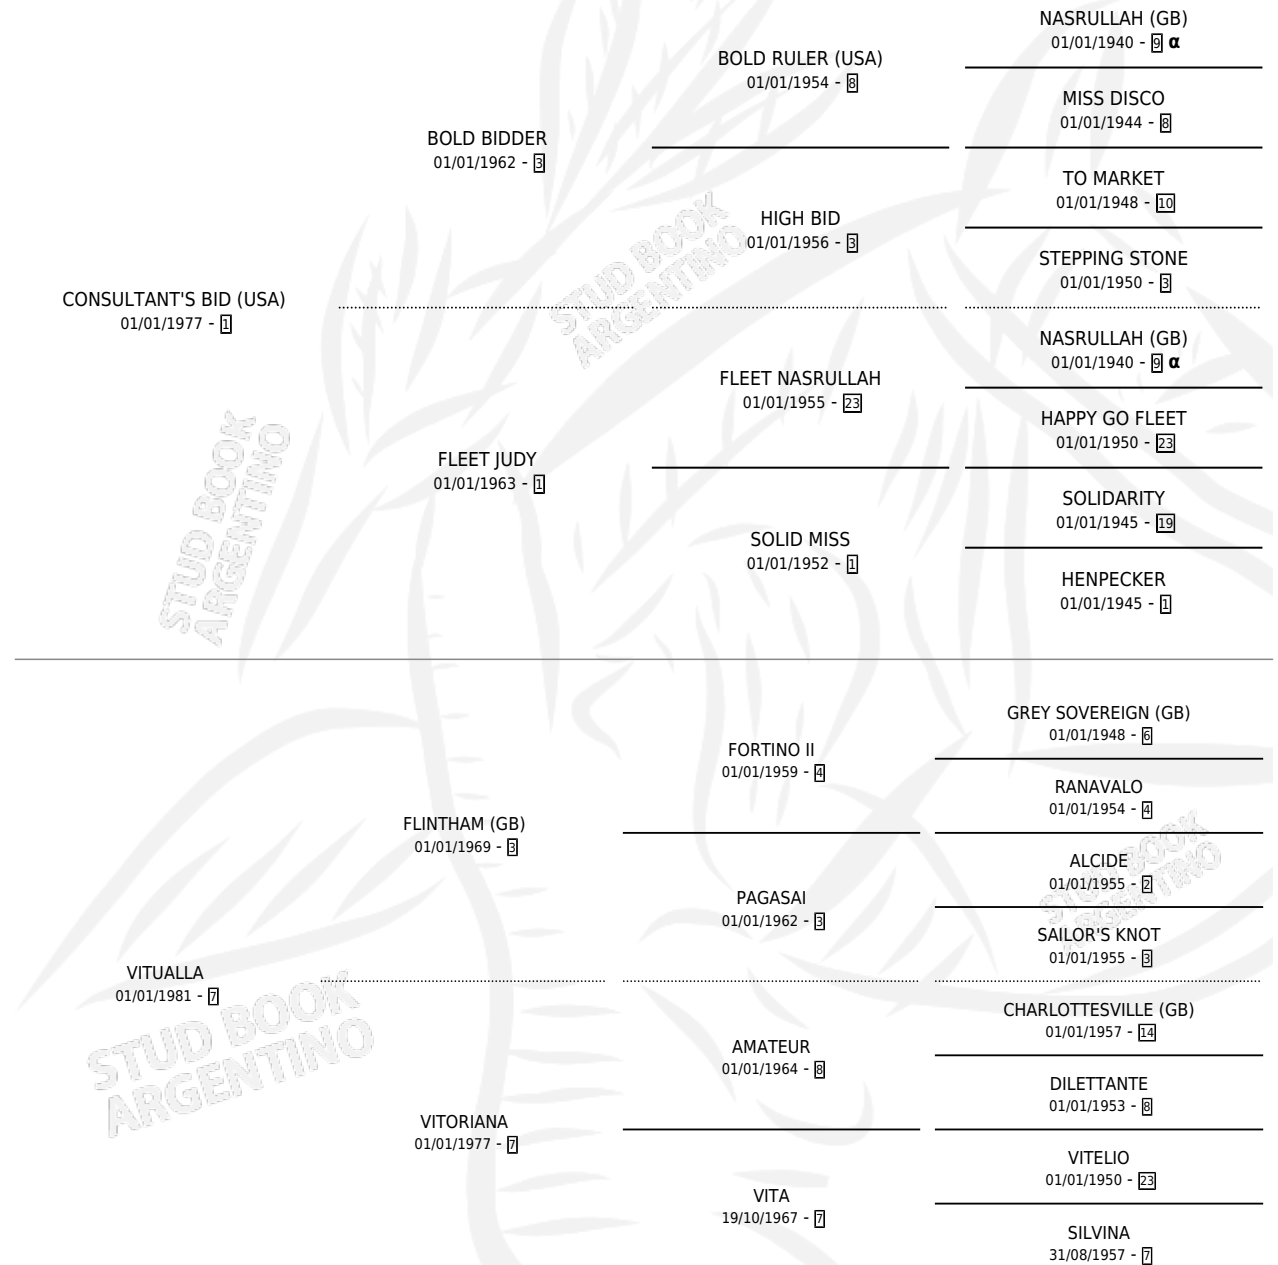 NASRULLAH (GB)
01/01/1940 - 9 α
BOLD RULER (USA)
01/01/1954 - 8
MISS DISCO
01/01/1944 - 8
BOLD BIDDER
01/01/1962 - 3
TO MARKET
01/01/1948 - 10
HIGH BID
01/01/1956 - 3
STEPPING STONE
01/01/1950 - 3
CONSULTANT'S BID (USA)
01/01/1977 - 1
NASRULLAH (GB)
01/01/1940 - 9 α
FLEET NASRULLAH
01/01/1955 - 23
HAPPY GO FLEET
01/01/1950 - 23
FLEET JUDY
01/01/1963 - 1
SOLIDARITY
01/01/1945 - 19
SOLID MISS
01/01/1952 - 1
HENPECKER
01/01/1945 - 1
GREY SOVEREIGN (GB)
01/01/1948 - 6
FORTINO II
01/01/1959 - 4
RANAVALO
01/01/1954 - 4
FLINTHAM (GB)
01/01/1969 - 3
ALCIDE
01/01/1955 - 2
PAGASAI
01/01/1962 - 3
SAILOR'S KNOT
01/01/1955 - 3
VITUALLA
01/01/1981 - 7
CHARLOTTESVILLE (GB)
01/01/1957 - 14
AMATEUR
01/01/1964 - 8
DILETTANTE
01/01/1953 - 8
VITORIANA
01/01/1977 - 7
VITELIO
01/01/1950 - 23
VITA
19/10/1967 - 7
SILVINA
31/08/1957 - 7
STUD BOOK
ARGENTINO
STUD BOOK
ARGENTINO
STUD BOOK
ARGENTINO
STUD BOOK
ARGENTINO